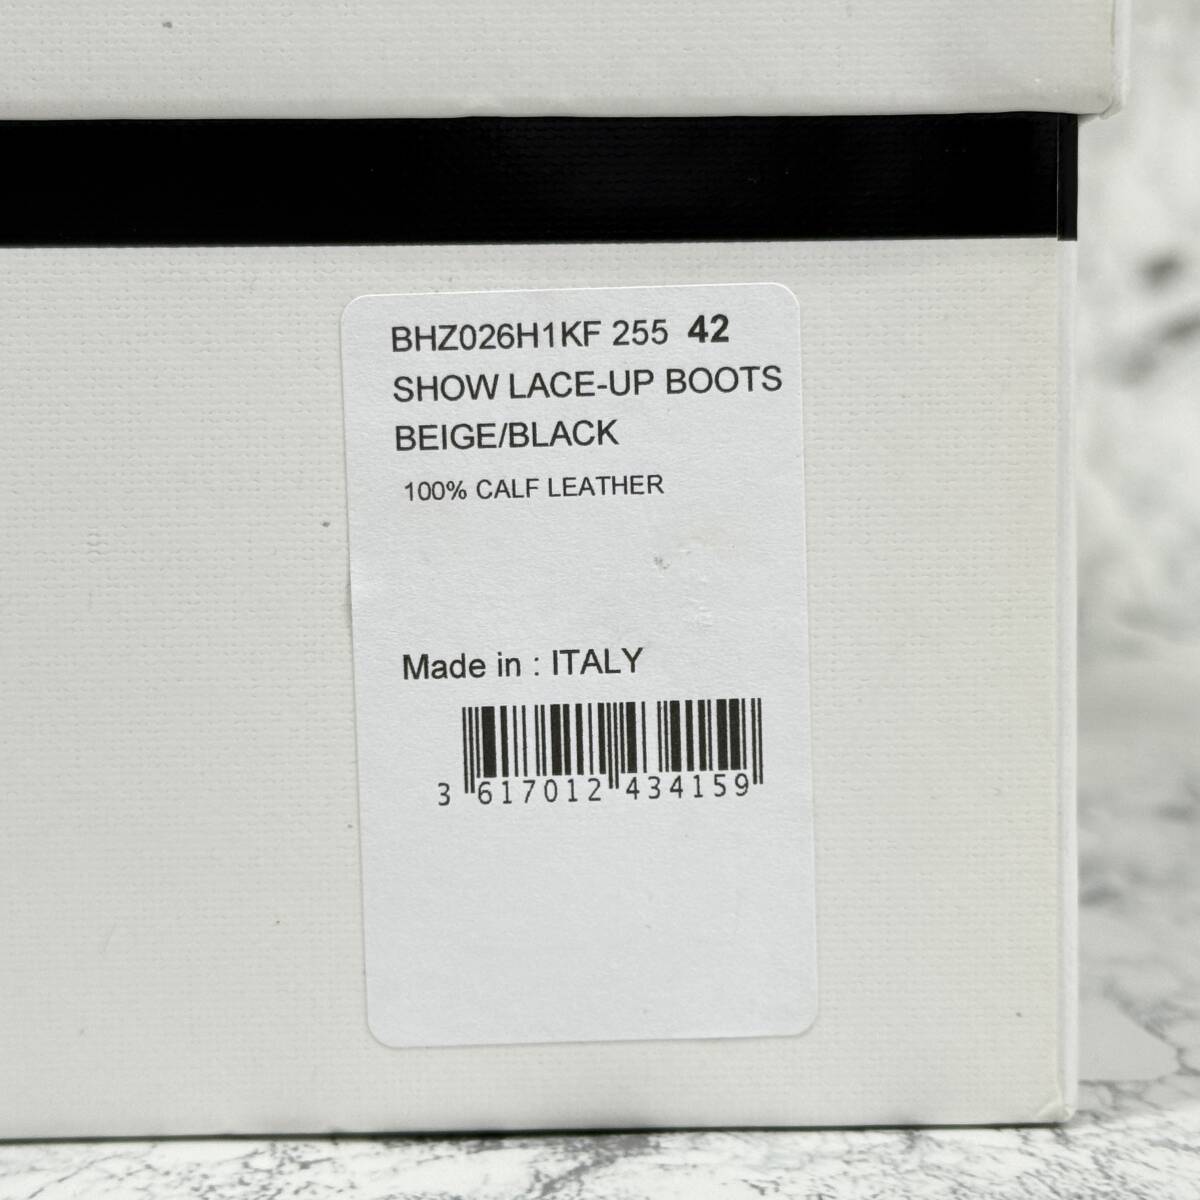 BHZ026H1KF 255 42
SHOW LACE-UP BOOTS
BEIGE/BLACK
100% CALF LEATHER
Made in : ITALY
3 617012 434159